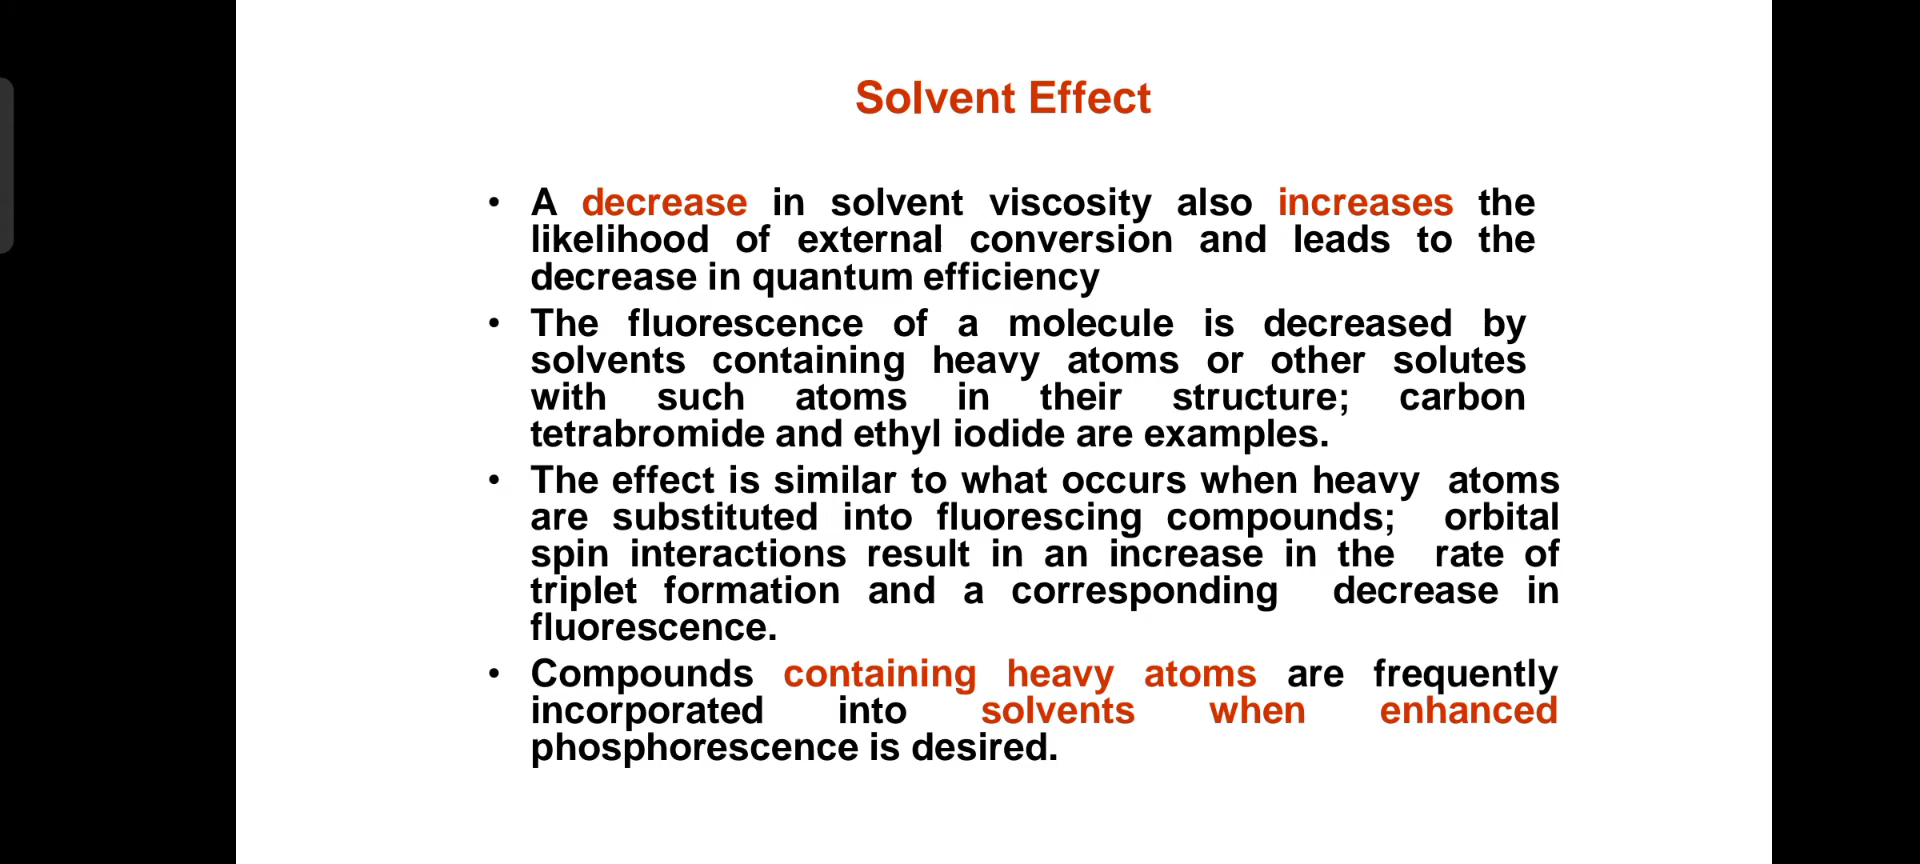 Solvent Effect
• A decrease in solvent viscosity also increases the
likelihood of external conversion and leads to the
decrease in quantum efficiency
• The fluorescence of a molecule is decreased by
solvents containing heavy atoms or other solutes
with such atoms in their structure; carbon
tetrabromide and ethyl iodide are examples.
• The effect is similar to what occurs when heavy atoms
are substituted into fluorescing compounds; orbital
spin interactions result in an increase in the rate of
triplet formation and a corresponding decrease in
fluorescence.
• Compounds containing heavy atoms are frequently
incorporated into solvents when enhanced
phosphorescence is desired.